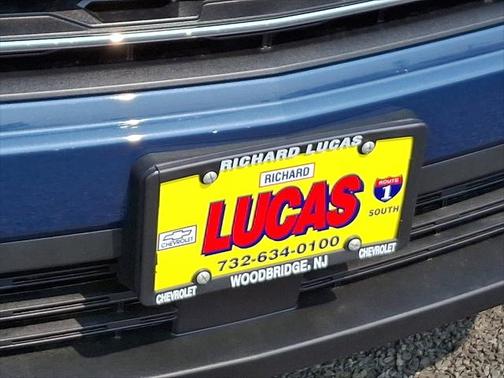 RICHARD LUCAS
RICHARD
LUCAS
ROUTE
1
SOUTH
CHEVROLET
732-634-0100
CHEVROLET
WOODBRIDGE, NJ
CHEVROLET